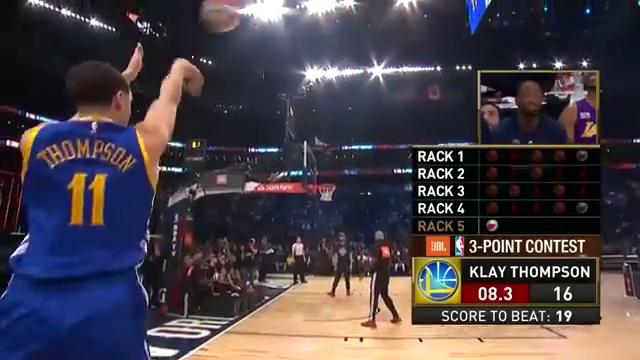 THOMPSON
11
RACK 1
RACK 2
RACK 3
RACK 4
RACK 5
JBL 3-POINT CONTEST
KLAY THOMPSON
08.3 16
SCORE TO BEAT: 19